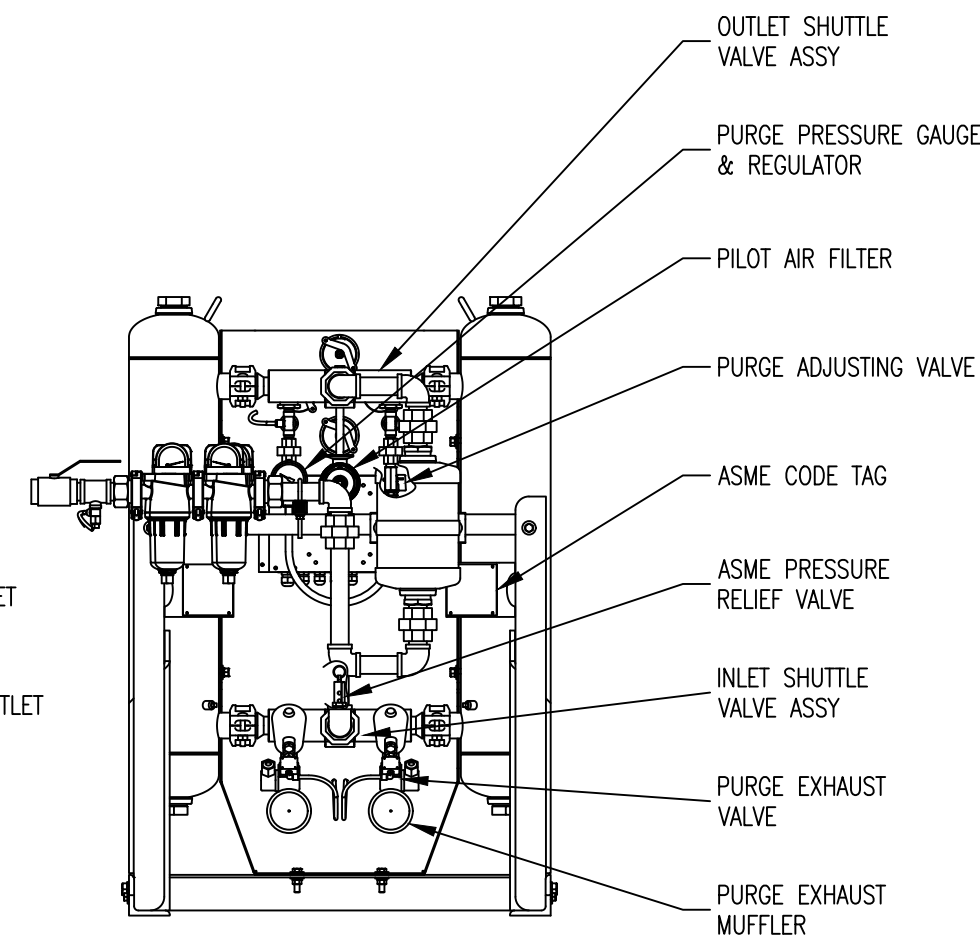 OUTLET SHUTTLE
VALVE ASSY
PURGE PRESSURE GAUGE
& REGULATOR
PILOT AIR FILTER
PURGE ADJUSTING VALVE
ASME CODE TAG
ASME PRESSURE
RELIEF VALVE
INLET SHUTTLE
VALVE ASSY
PURGE EXHAUST
VALVE
PURGE EXHAUST
MUFFLER